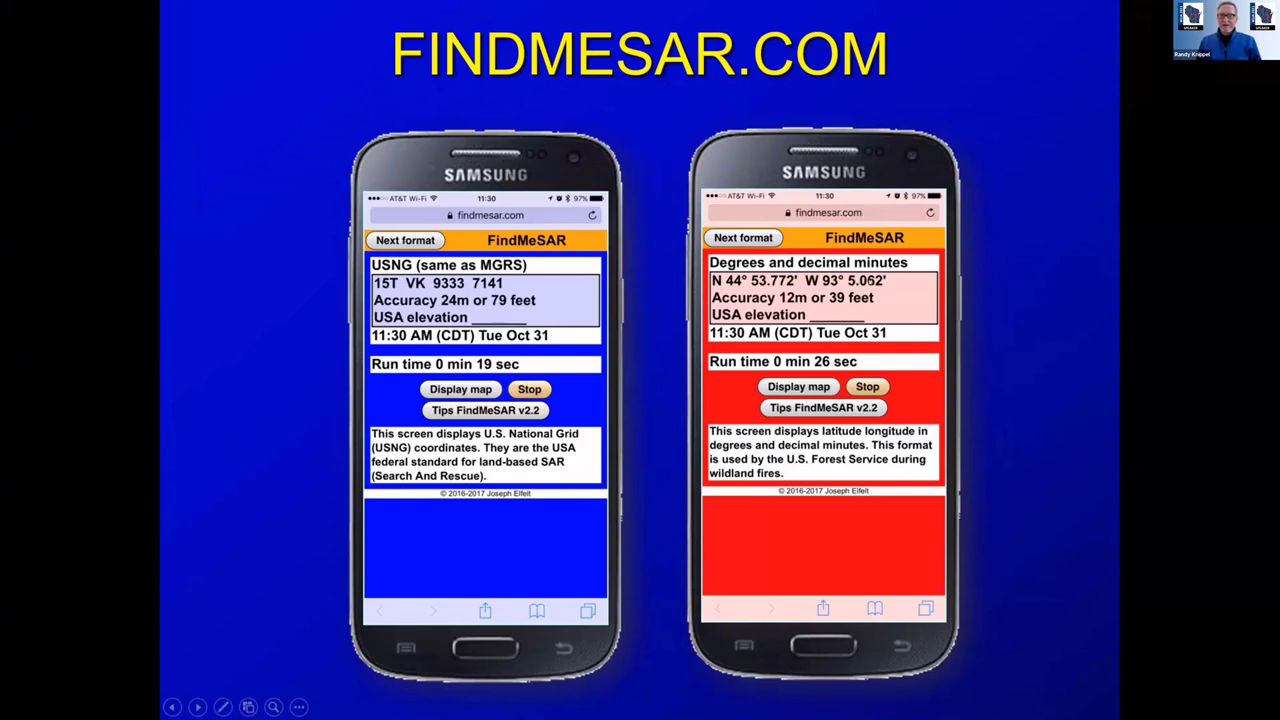 FINDMESAR.COM
Randy Knippel
SPEAKER
SPEAKER
SAMSUNG
AT&T Wi-Fi 11:30 97%
findmesar.com
Next format FindMeSAR
USNG (same as MGRS)
15T VK 9333 7141
Accuracy 24m or 79 feet
USA elevation _______
11:30 AM (CDT) Tue Oct 31
Run time 0 min 19 sec
Display map Stop
Tips FindMeSAR v2.2
This screen displays U.S. National Grid
(USNG) coordinates. They are the USA
federal standard for land-based SAR
(Search And Rescue).
© 2016-2017 Joseph Elfelt
SAMSUNG
AT&T Wi-Fi 11:30 97%
findmesar.com
Next format FindMeSAR
Degrees and decimal minutes
N 44° 53.772' W 93° 5.062'
Accuracy 12m or 39 feet
USA elevation _______
11:30 AM (CDT) Tue Oct 31
Run time 0 min 26 sec
Display map Stop
Tips FindMeSAR v2.2
This screen displays latitude longitude in
degrees and decimal minutes. This format
is used by the U.S. Forest Service during
wildland fires.
© 2016-2017 Joseph Elfelt